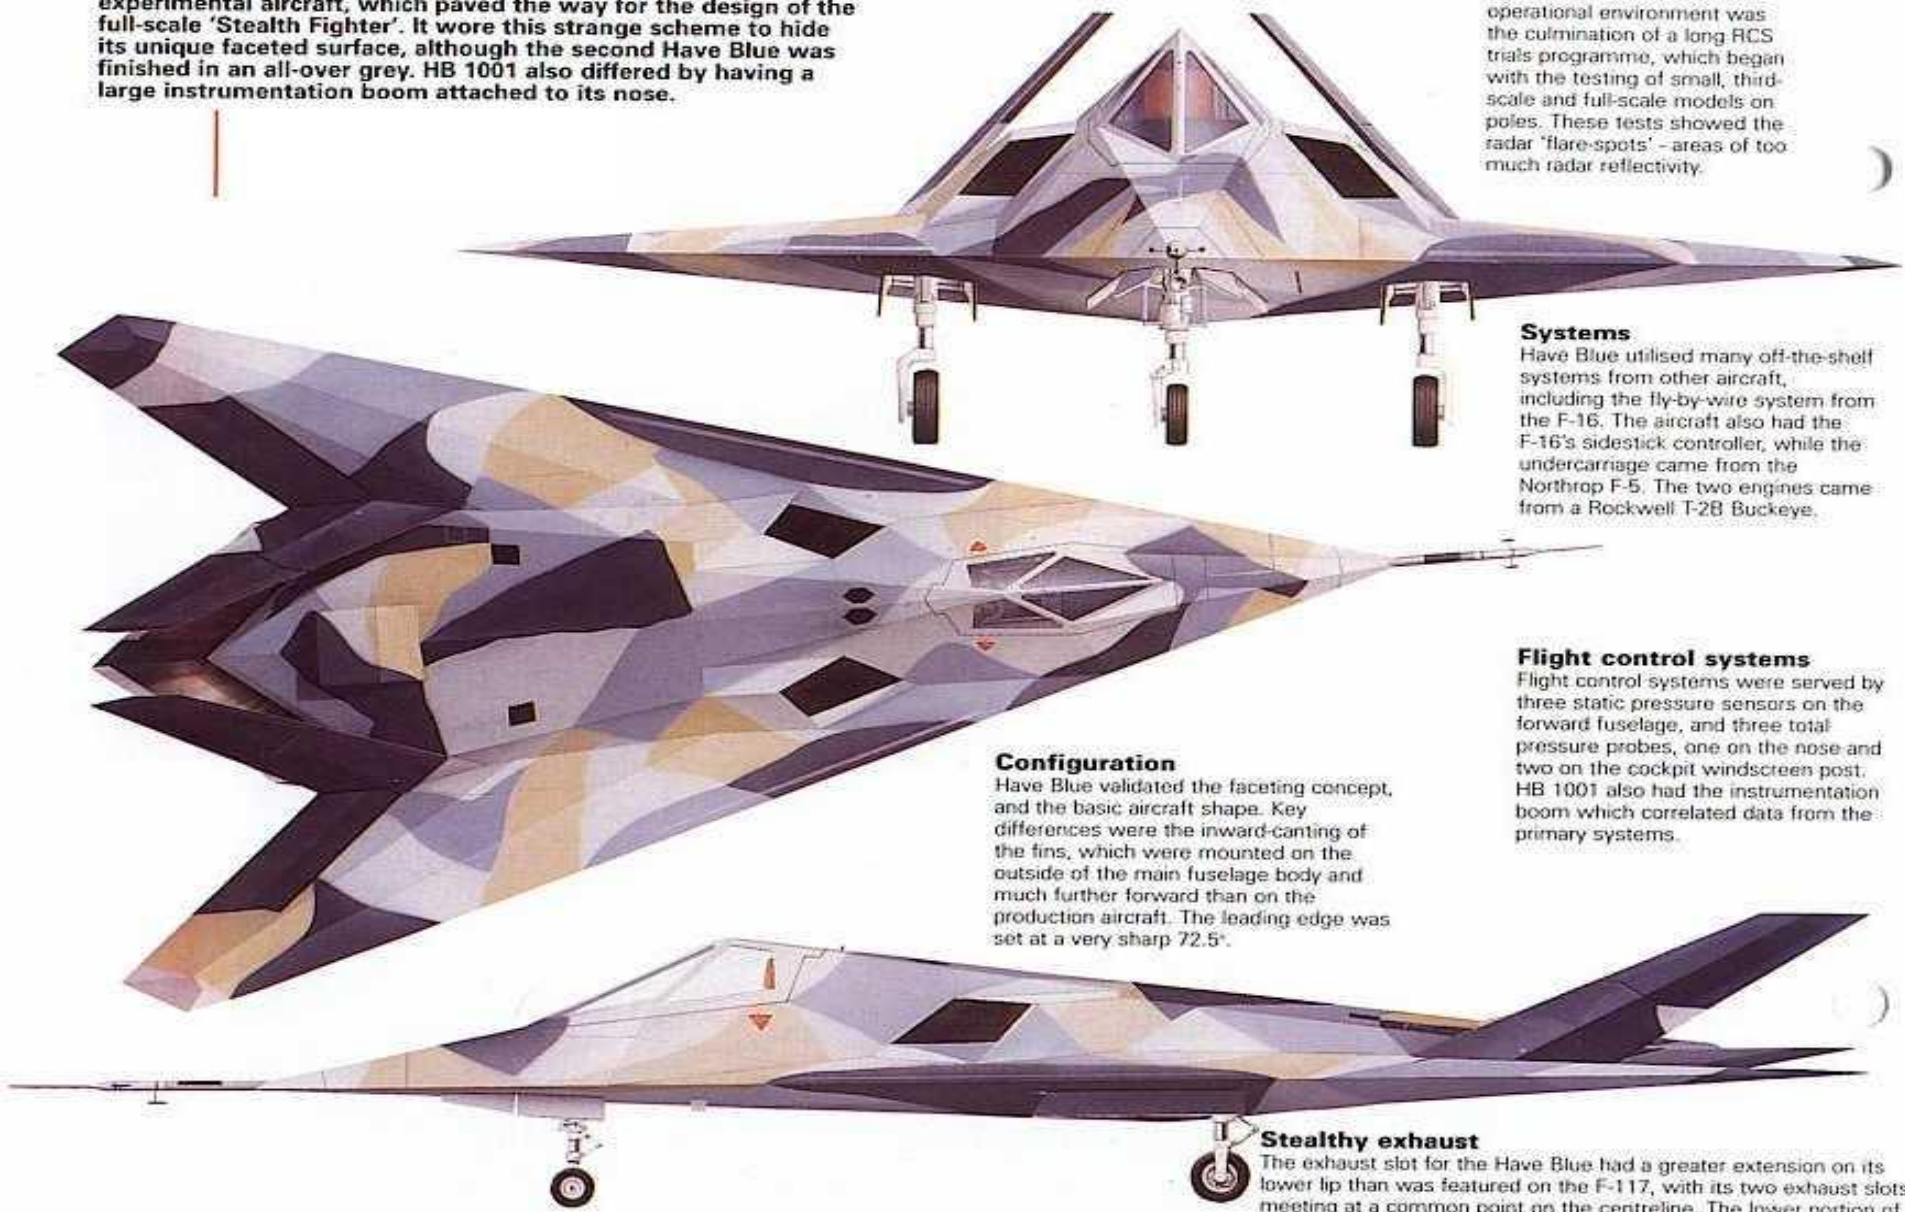 experimental aircraft, which paved the way for the design of the
full-scale 'Stealth Fighter'. It wore this strange scheme to hide
its unique faceted surface, although the second Have Blue was
finished in an all-over grey. HB 1001 also differed by having a
large instrumentation boom attached to its nose.
operational environment was
the culmination of a long RCS
trials programme, which began
with the testing of small, third-
scale and full-scale models on
poles. These tests showed the
radar 'flare-spots' - areas of too
much radar reflectivity.
Systems
Have Blue utilised many off-the-shelf
systems from other aircraft,
including the fly-by-wire system from
the F-16. The aircraft also had the
F-16's sidestick controller, while the
undercarriage came from the
Northrop F-5. The two engines came
from a Rockwell T-2B Buckeye.
Flight control systems
Flight control systems were served by
three static pressure sensors on the
forward fuselage, and three total
pressure probes, one on the nose and
two on the cockpit windscreen post.
HB 1001 also had the instrumentation
boom which correlated data from the
primary systems.
Configuration
Have Blue validated the faceting concept,
and the basic aircraft shape. Key
differences were the inward-canting of
the fins, which were mounted on the
outside of the main fuselage body and
much further forward than on the
production aircraft. The leading edge was
set at a very sharp 72.5°.
Stealthy exhaust
The exhaust slot for the Have Blue had a greater extension on its
lower lip than was featured on the F-117, with its two exhaust slots
meeting at a common point on the centreline. The lower portion of